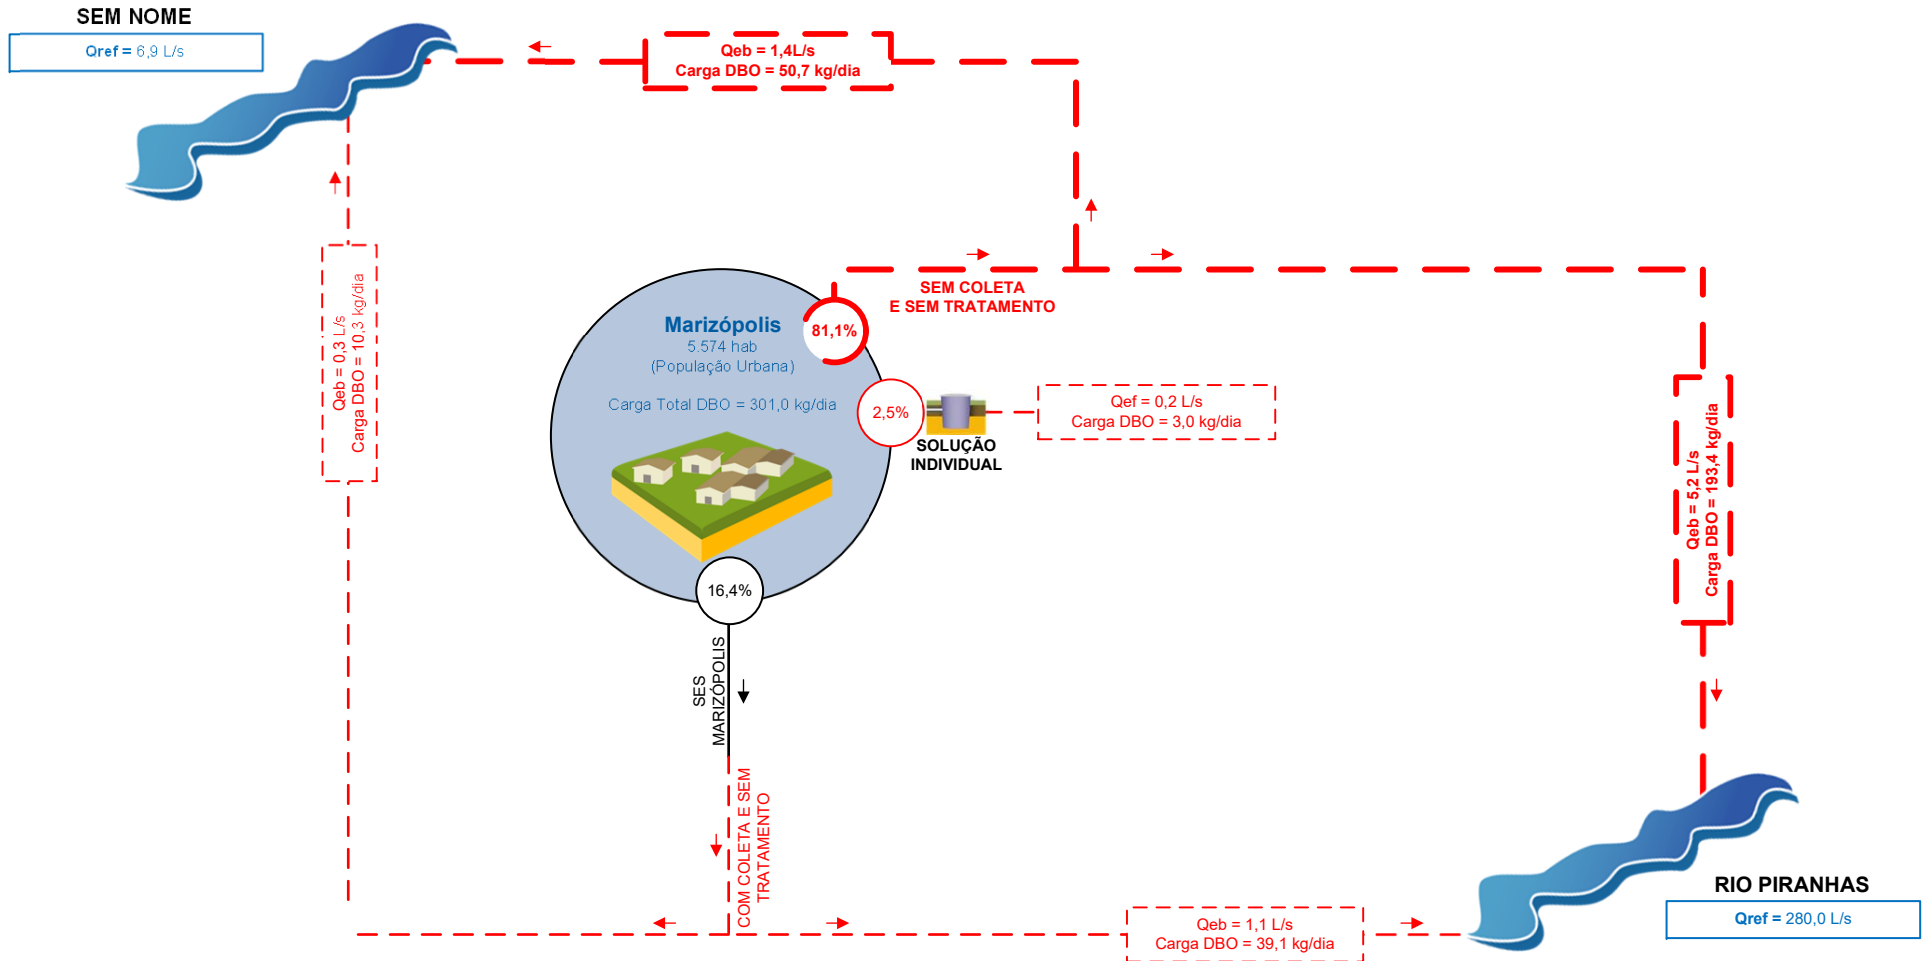 SEM NOME
Qref = 6,9 L/s
Qeb = 1,4L/s
Carga DBO = 50,7 kg/dia
SEM COLETA
E SEM TRATAMENTO
Qeb = 0,3 L/s
Carga DBO = 10,3 kg/dia
Marizópolis
5.574 hab
(População Urbana)
Carga Total DBO = 301,0 kg/dia
81,1%
2,5%
SOLUÇÃO
INDIVIDUAL
Qef = 0,2 L/s
Carga DBO = 3,0 kg/dia
Qeb = 5,2 L/s
Carga DBO = 193,4 kg/dia
16,4%
SES
MARIZÓPOLIS
COM COLETA E SEM
TRATAMENTO
Qeb = 1,1 L/s
Carga DBO = 39,1 kg/dia
RIO PIRANHAS
Qref = 280,0 L/s